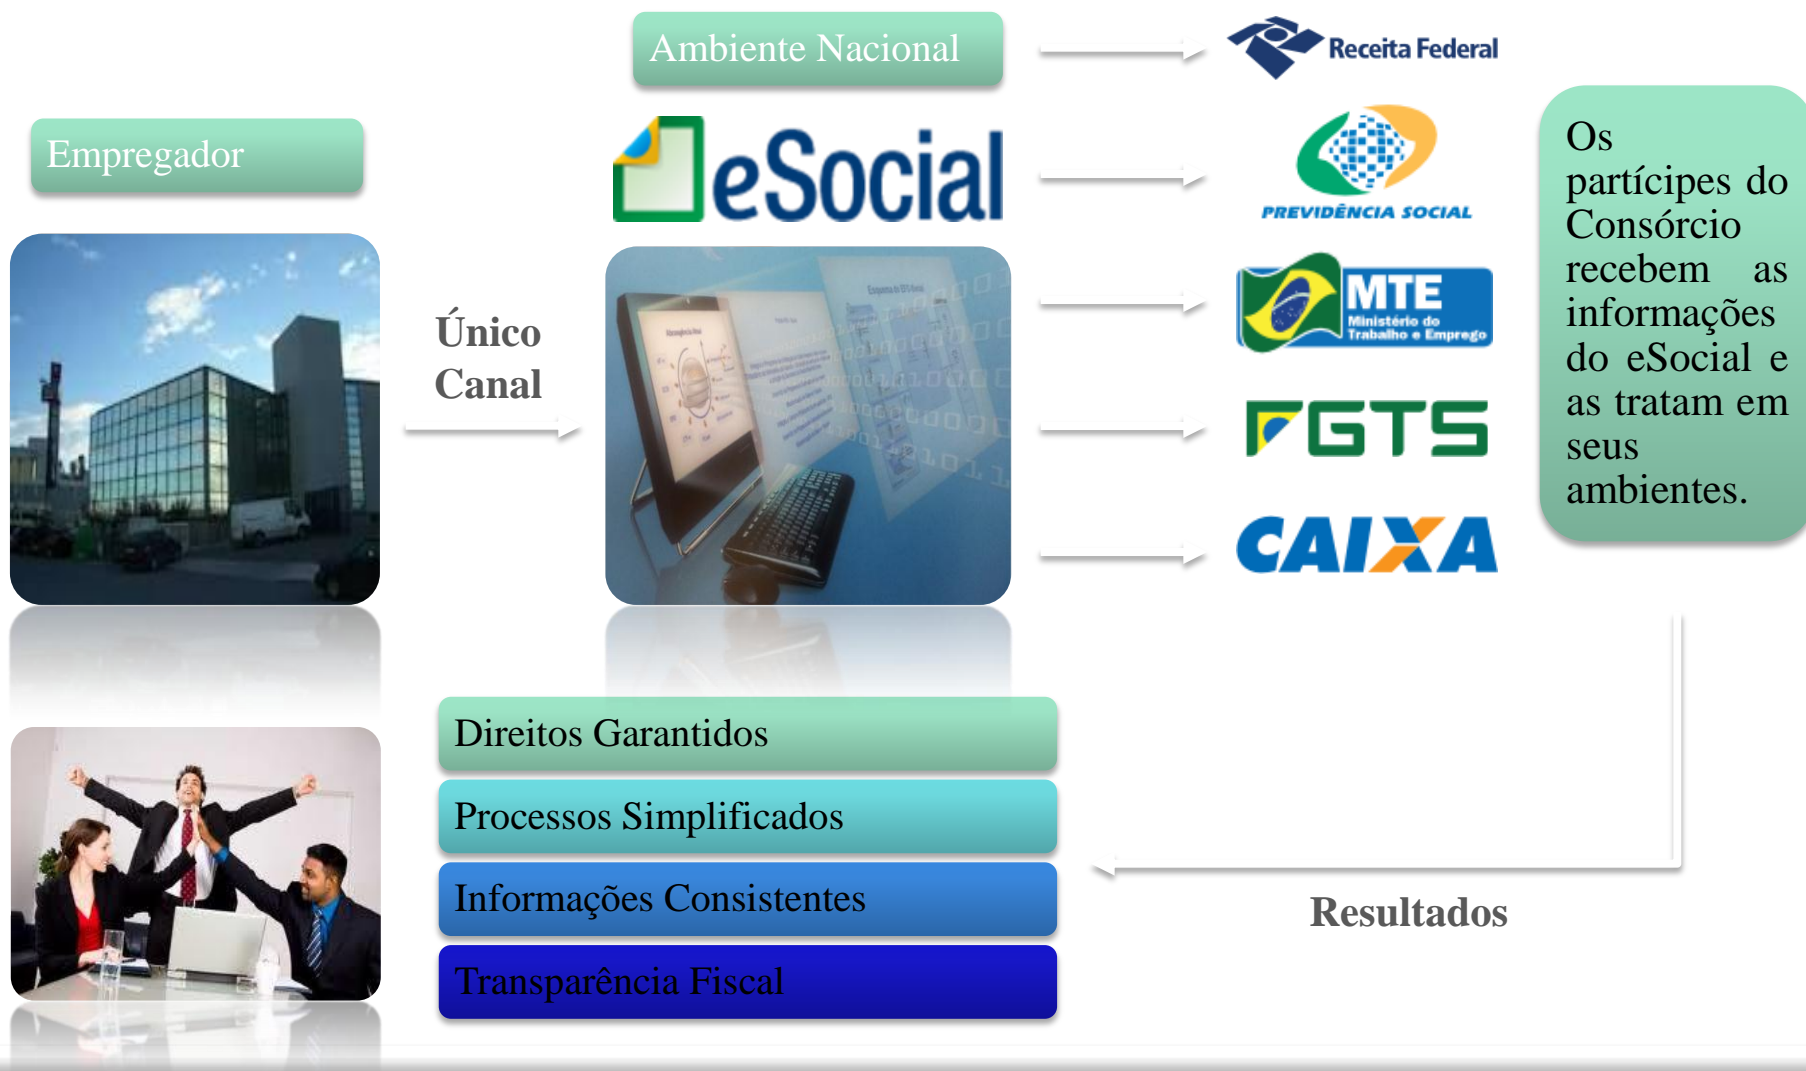 Ambiente Nacional
Receita Federal
Empregador
eSocial
PREVIDÊNCIA SOCIAL
MTE
Ministério do
Trabalho e Emprego
FGTS
CAIXA
Único
Canal
Os
partícipes do
Consórcio
recebem as
informações
do eSocial e
as tratam em
seus
ambientes.
Direitos Garantidos
Processos Simplificados
Informações Consistentes
Transparência Fiscal
Resultados